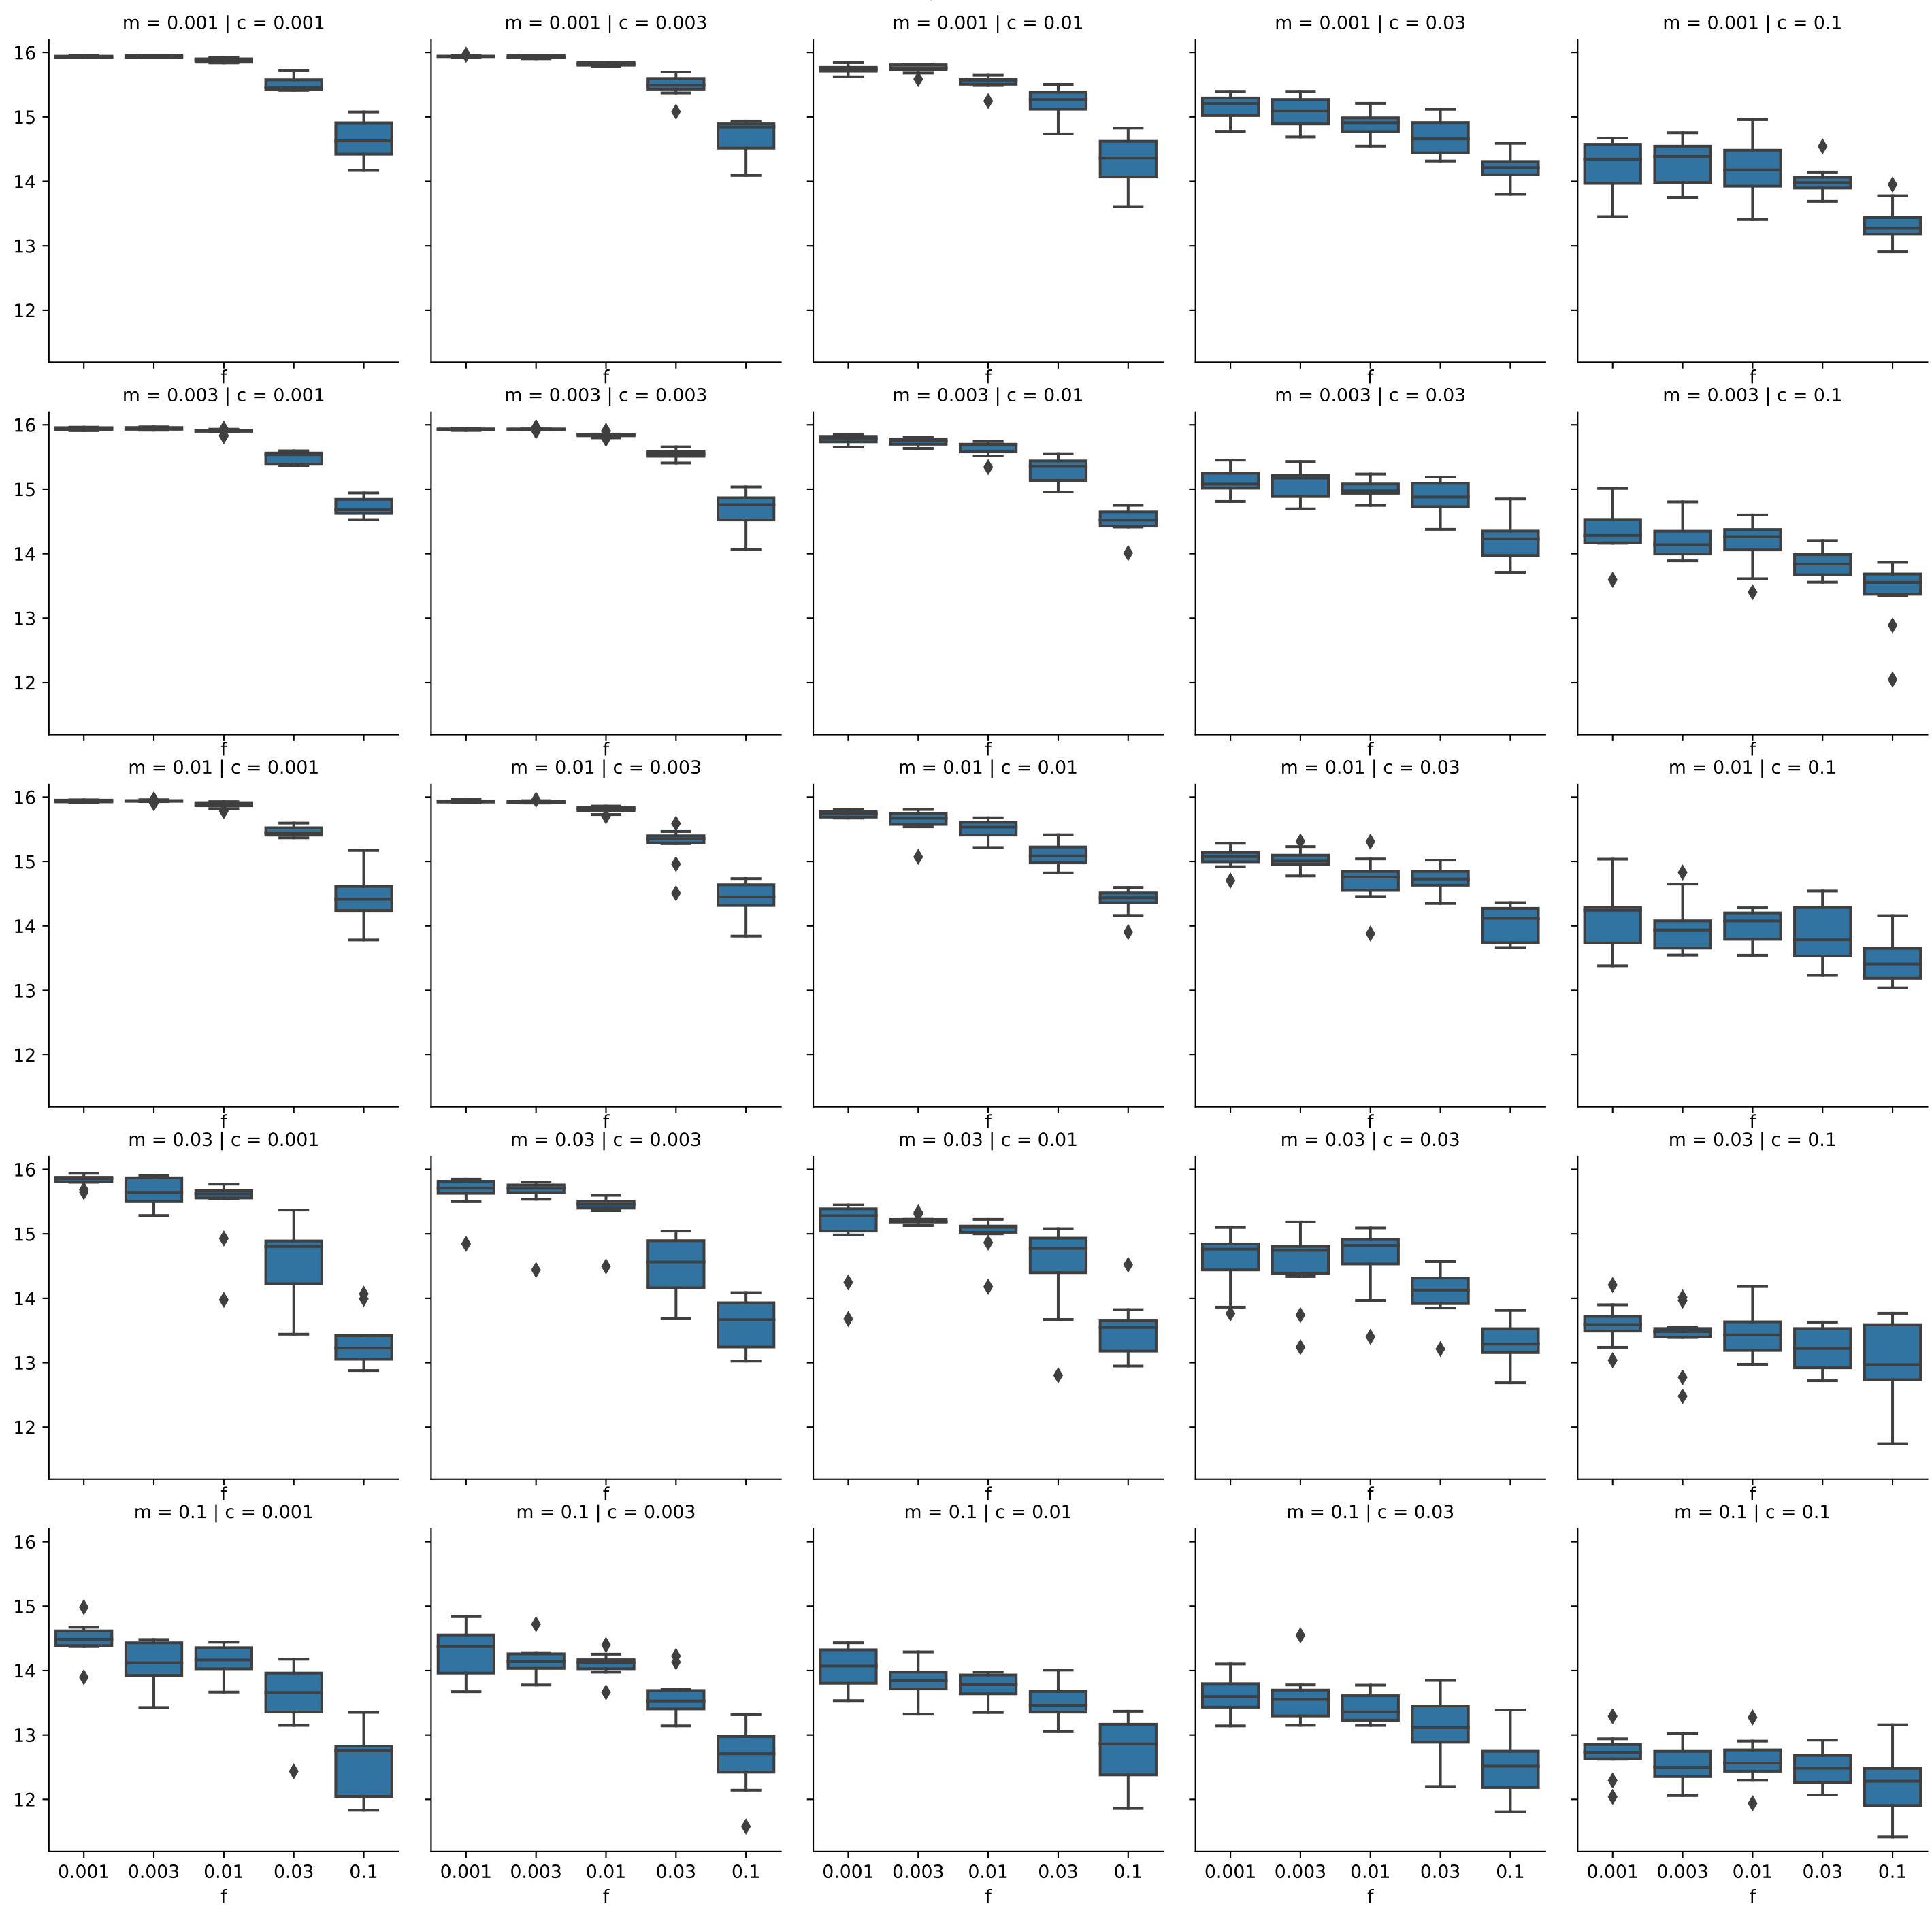 m = 0.001 | c = 0.001
m = 0.001 | c = 0.003
m = 0.001 | c = 0.01
m = 0.001 | c = 0.03
m = 0.001 | c = 0.1
16
15
14
13
12
f
f
f
f
f
m = 0.003 | c = 0.001
m = 0.003 | c = 0.003
m = 0.003 | c = 0.01
m = 0.003 | c = 0.03
m = 0.003 | c = 0.1
16
15
14
13
12
f
f
f
f
f
m = 0.01 | c = 0.001
m = 0.01 | c = 0.003
m = 0.01 | c = 0.01
m = 0.01 | c = 0.03
m = 0.01 | c = 0.1
16
15
14
13
12
f
f
f
f
f
m = 0.03 | c = 0.001
m = 0.03 | c = 0.003
m = 0.03 | c = 0.01
m = 0.03 | c = 0.03
m = 0.03 | c = 0.1
16
15
14
13
12
f
f
f
f
f
m = 0.1 | c = 0.001
m = 0.1 | c = 0.003
m = 0.1 | c = 0.01
m = 0.1 | c = 0.03
m = 0.1 | c = 0.1
16
15
14
13
12
0.001 0.003 0.01 0.03 0.1
0.001 0.003 0.01 0.03 0.1
0.001 0.003 0.01 0.03 0.1
0.001 0.003 0.01 0.03 0.1
0.001 0.003 0.01 0.03 0.1
f
f
f
f
f